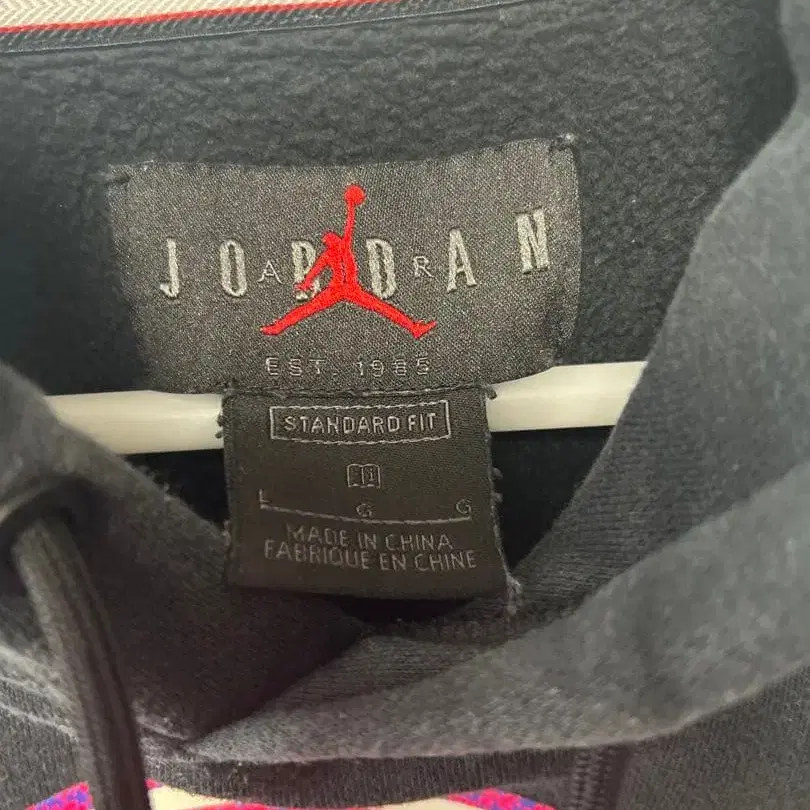 JORDAN
AIR
EST. 1985
STANDARD FIT
L G G
MADE IN CHINA
FABRIQUE EN CHINE